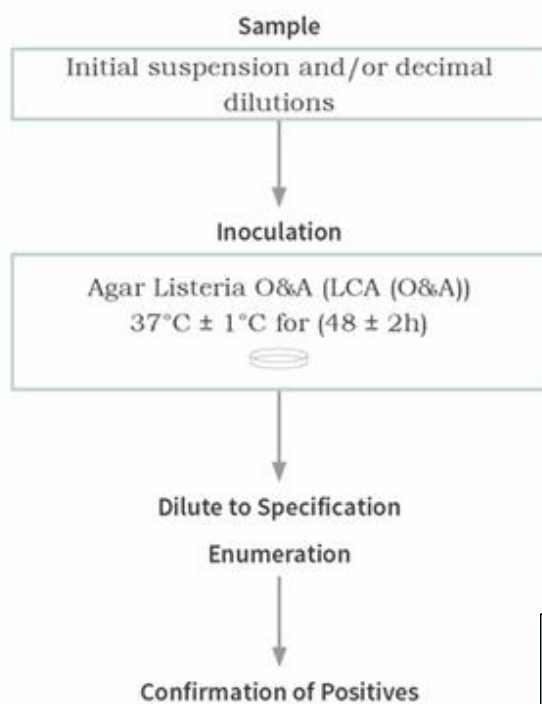 Sample
Initial suspension and/or decimal
dilutions
Inoculation
Agar Listeria O&A (LCA (O&A))
37°C ± 1°C for (48 ± 2h)
Dilute to Specification
Enumeration
Confirmation of Positives